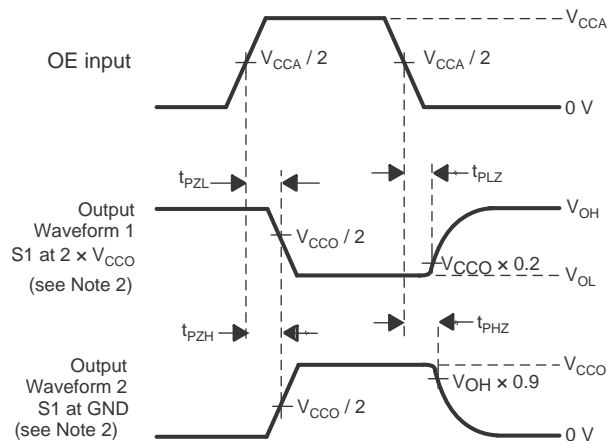 V_CCA
OE input
V_CCA / 2
V_CCA / 2
0 V
t_PZL
t_PLZ
Output
Waveform 1
S1 at 2 × V_CCO
(see Note 2)
V_CCO / 2
V_OH
V_CCO × 0.2
V_OL
t_PZH
t_PHZ
Output
Waveform 2
S1 at GND
(see Note 2)
V_CCO / 2
V_CCO
V_OH × 0.9
0 V